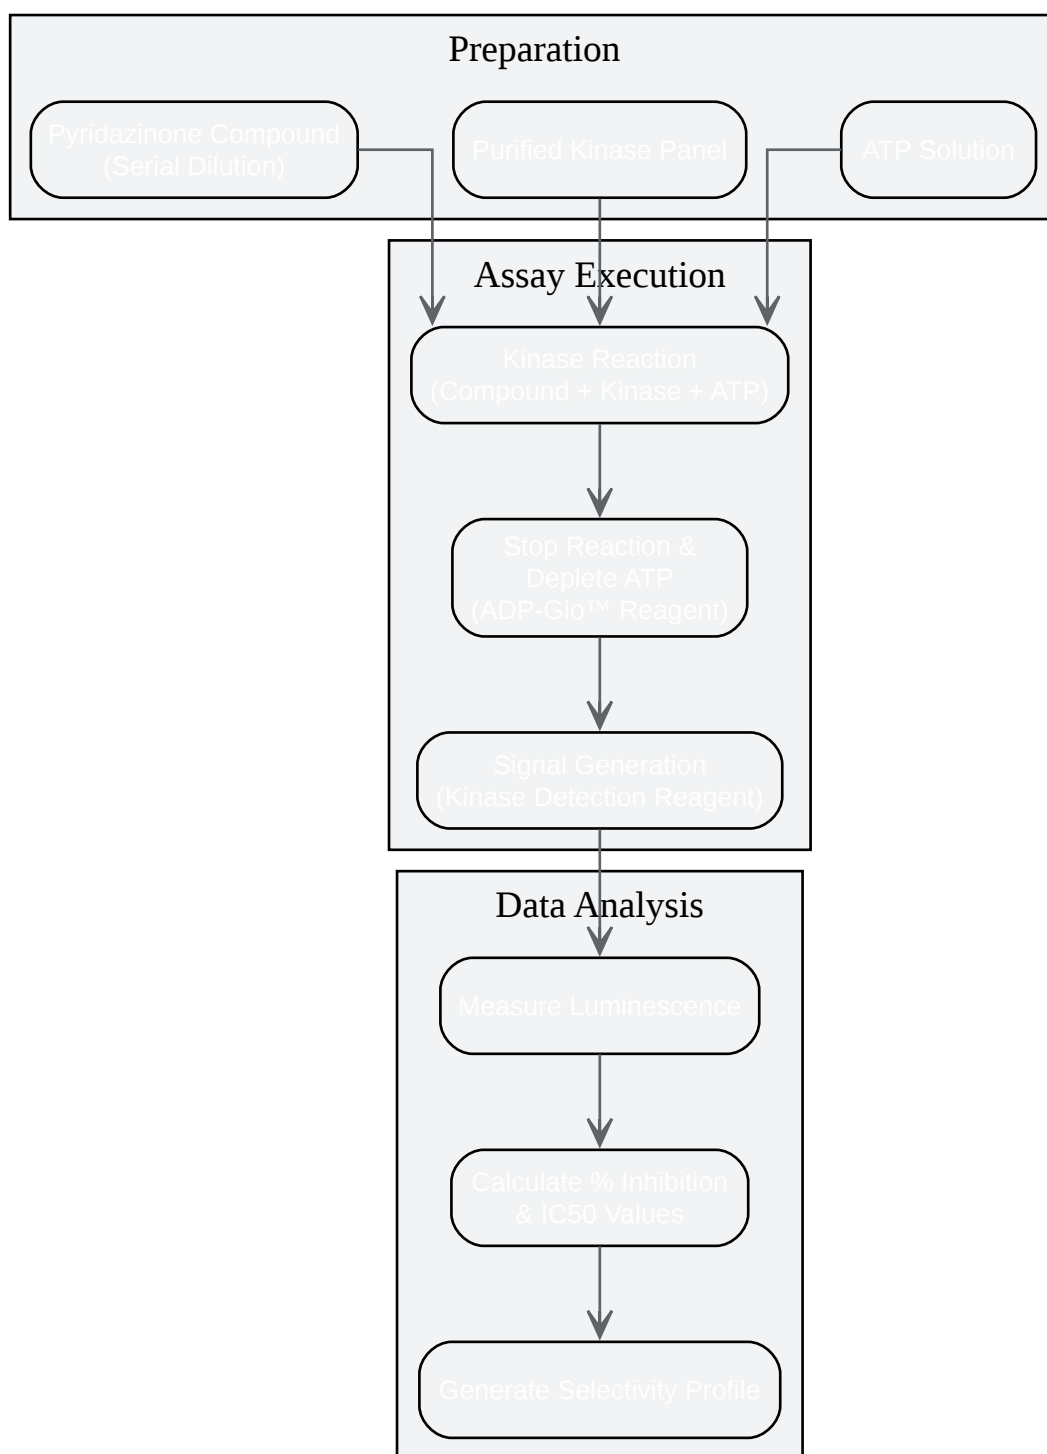 Preparation
Pyridazinone Compound
(Serial Dilution)
Purified Kinase Panel
ATP Solution
Assay Execution
Kinase Reaction
(Compound + Kinase + ATP)
Stop Reaction &
Deplete ATP
(ADP-Glo™ Reagent)
Signal Generation
(Kinase Detection Reagent)
Data Analysis
Measure Luminescence
Calculate % Inhibition
& IC50 Values
Generate Selectivity Profile